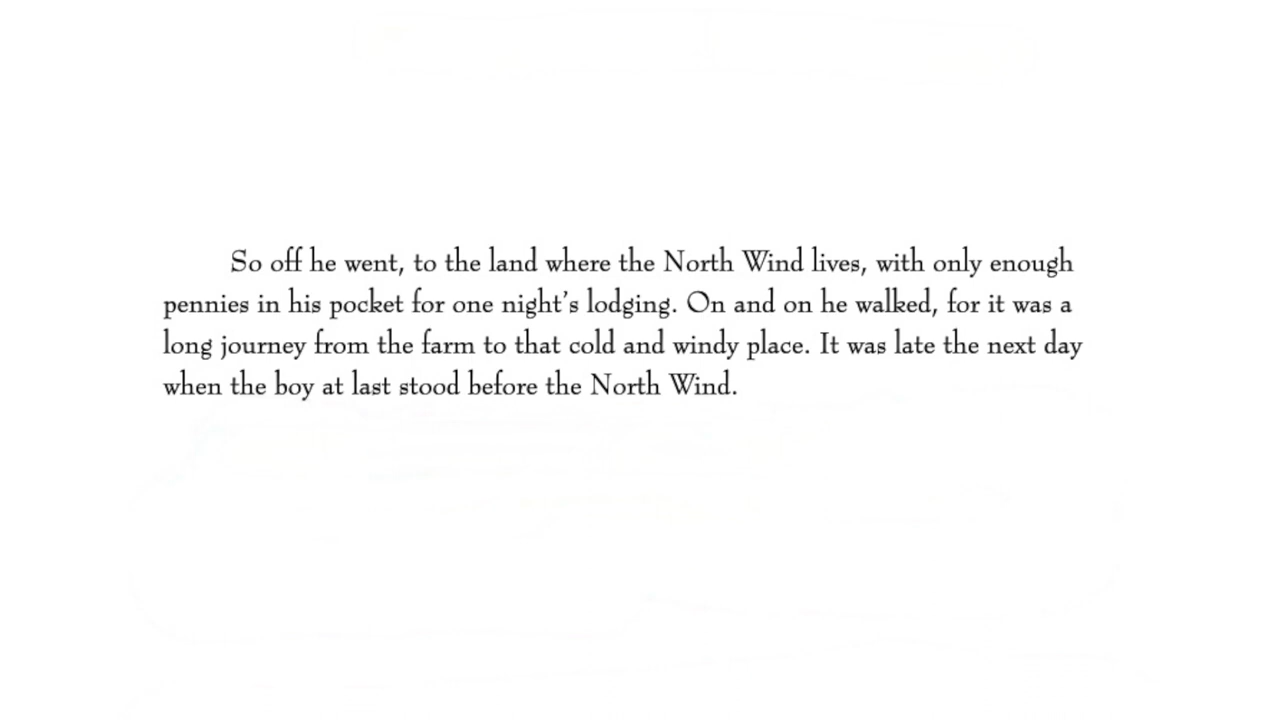 So off he went, to the land where the North Wind lives, with only enough
pennies in his pocket for one night's lodging. On and on he walked, for it was a
long journey from the farm to that cold and windy place. It was late the next day
when the boy at last stood before the North Wind.